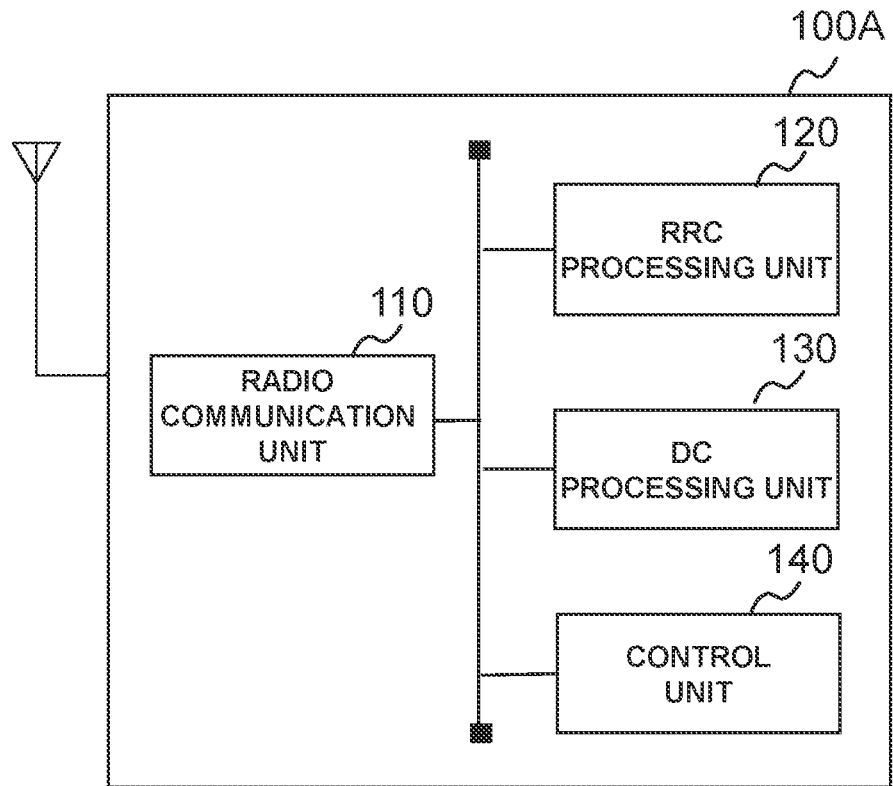 100A
120
RRC
PROCESSING UNIT
110
RADIO
COMMUNICATION
UNIT
130
DC
PROCESSING UNIT
140
CONTROL
UNIT